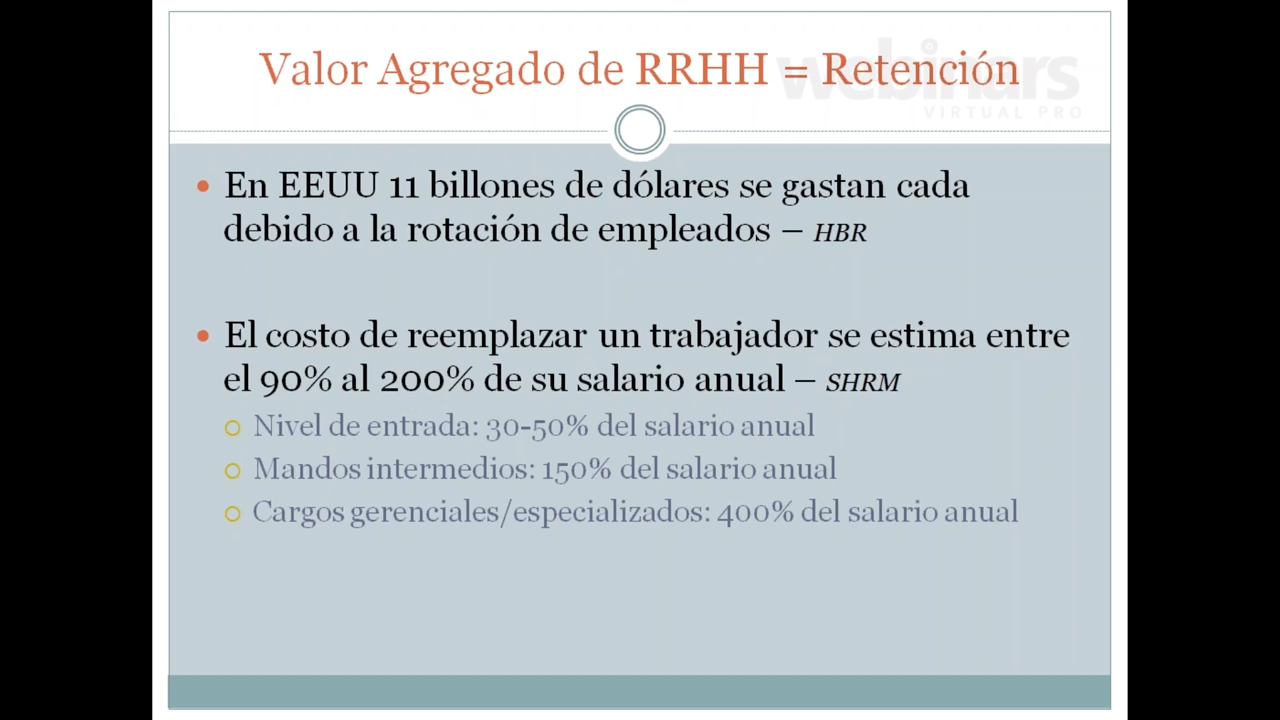 Valor Agregado de RRHH = Retención
webinars
VIRTUAL PRO
• En EEUU 11 billones de dólares se gastan cada
debido a la rotación de empleados – HBR
• El costo de reemplazar un trabajador se estima entre
el 90% al 200% de su salario anual – SHRM
○ Nivel de entrada: 30-50% del salario anual
○ Mandos intermedios: 150% del salario anual
○ Cargos gerenciales/especializados: 400% del salario anual